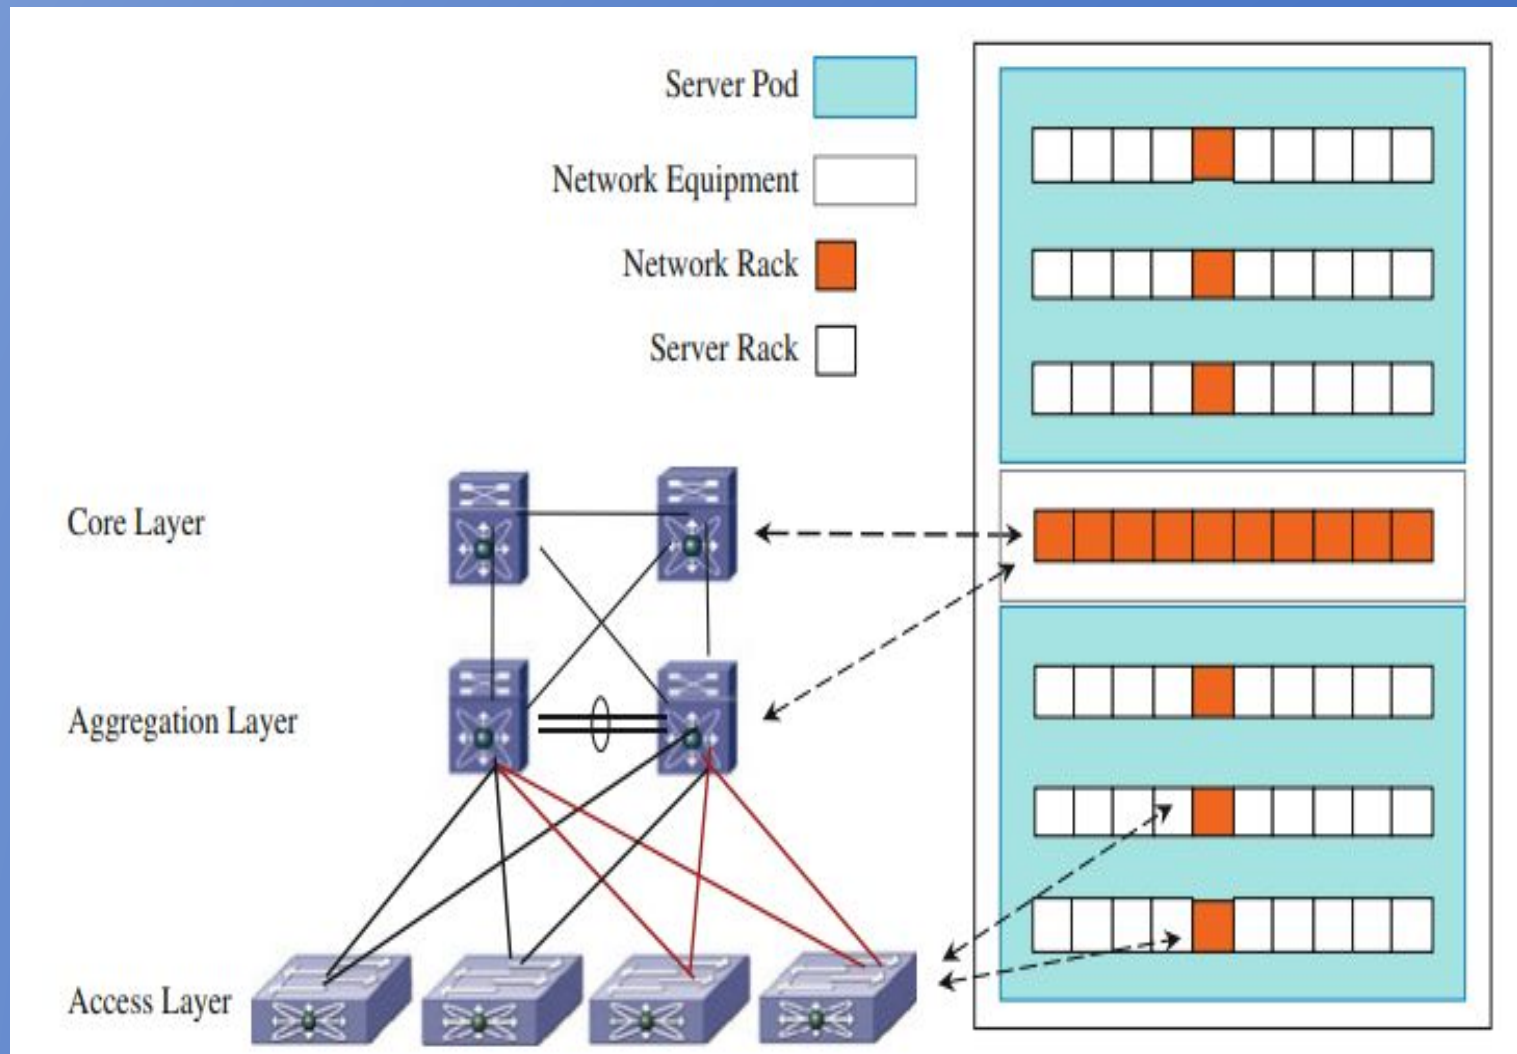 Server Pod
Network Equipment
Network Rack
Server Rack
Core Layer
Aggregation Layer
Access Layer